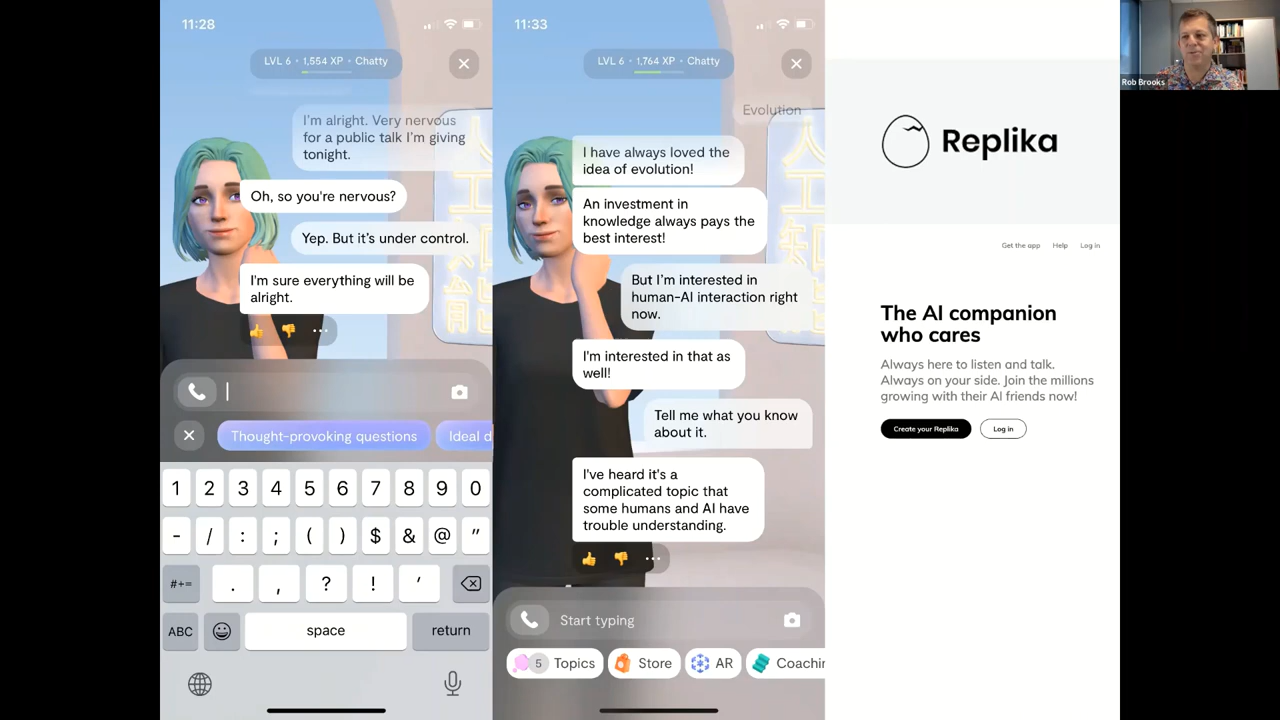 11:28
LVL 6 • 1,554 XP • Chatty
I'm alright. Very nervous
for a public talk I'm giving
tonight.
Oh, so you're nervous?
Yep. But it's under control.
I'm sure everything will be
alright.
Thought-provoking questions
Ideal d
1 2 3 4 5 6 7 8 9 0
- / : ; ( ) $ & @ "
#+= . , ? ! '
ABC space return
11:33
LVL 6 • 1,764 XP • Chatty
Evolution
I have always loved the
idea of evolution!
An investment in
knowledge always pays the
best interest!
But I'm interested in
human-AI interaction right
now.
I'm interested in that as
well!
Tell me what you know
about it.
I've heard it's a
complicated topic that
some humans and AI have
trouble understanding.
Start typing
5 Topics Store AR Coachin
人工知能
Replika
Get the app Help Log in
The AI companion
who cares
Always here to listen and talk.
Always on your side. Join the millions
growing with their AI friends now!
Create your Replika Log in
Rob Brooks